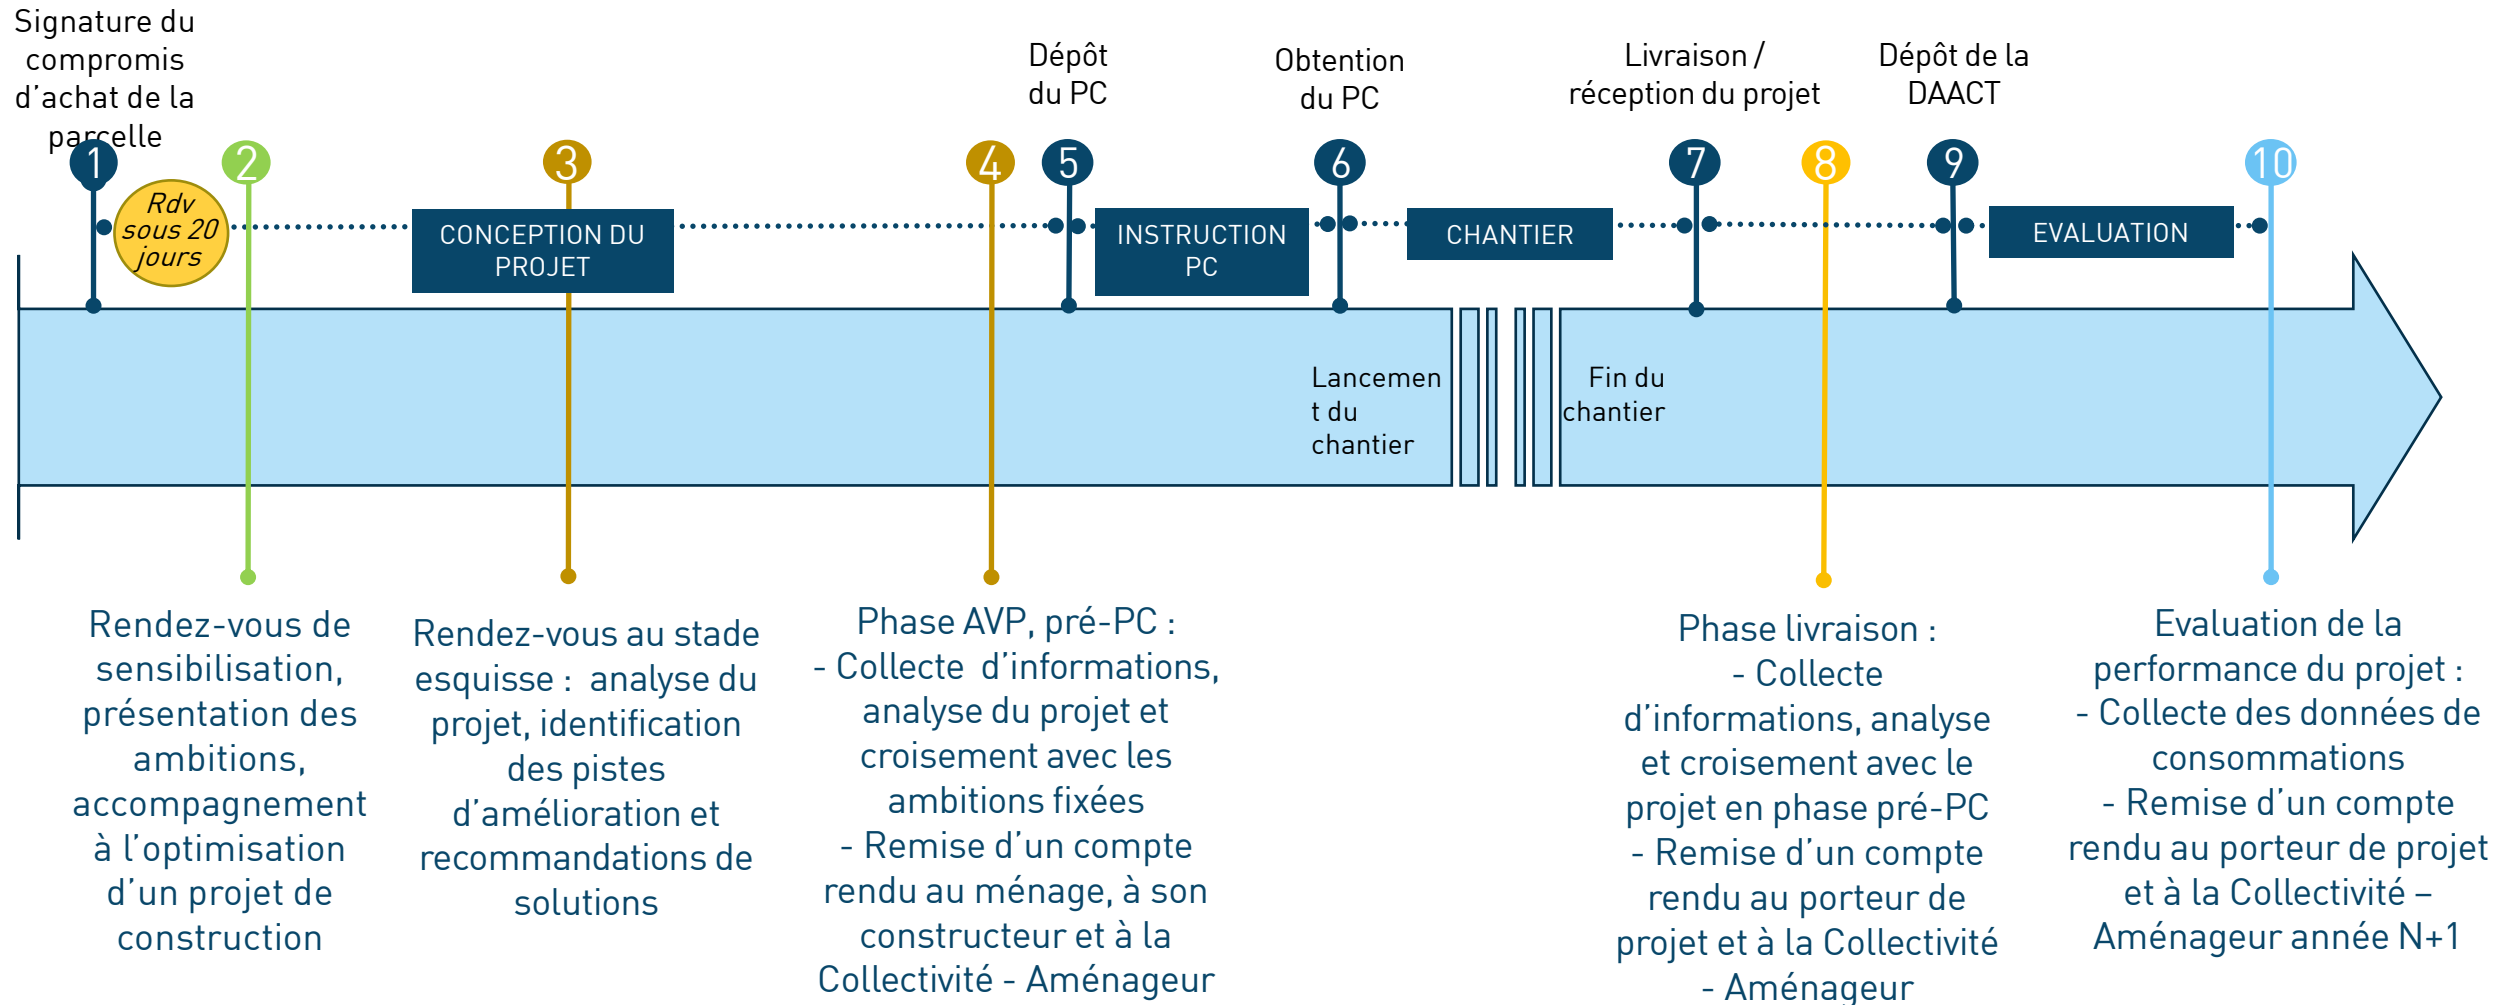 Signature du
compromis
d’achat de la
parcelle
Dépôt
du PC
Obtention
du PC
Livraison /
réception du projet
Dépôt de la
DAACT
1
2
3
4
5
6
7
8
9
10
Rdv
sous 20
jours
CONCEPTION DU
PROJET
INSTRUCTION
PC
CHANTIER
EVALUATION
Lancemen
t du
chantier
Fin du
chantier
Rendez-vous de
sensibilisation,
présentation des
ambitions,
accompagnement
à l’optimisation
d’un projet de
construction
Rendez-vous au stade
esquisse :  analyse du
projet, identification
des pistes
d’amélioration et
recommandations de
solutions
Phase AVP, pré-PC :
- Collecte  d’informations,
analyse du projet et
croisement avec les
ambitions fixées
- Remise d’un compte
rendu au ménage, à son
constructeur et à la
Collectivité - Aménageur
Phase livraison :
- Collecte
d’informations, analyse
et croisement avec le
projet en phase pré-PC
- Remise d’un compte
rendu au porteur de
projet et à la Collectivité
- Aménageur
Evaluation de la
performance du projet :
- Collecte des données de
consommations
- Remise d’un compte
rendu au porteur de projet
et à la Collectivité –
Aménageur année N+1